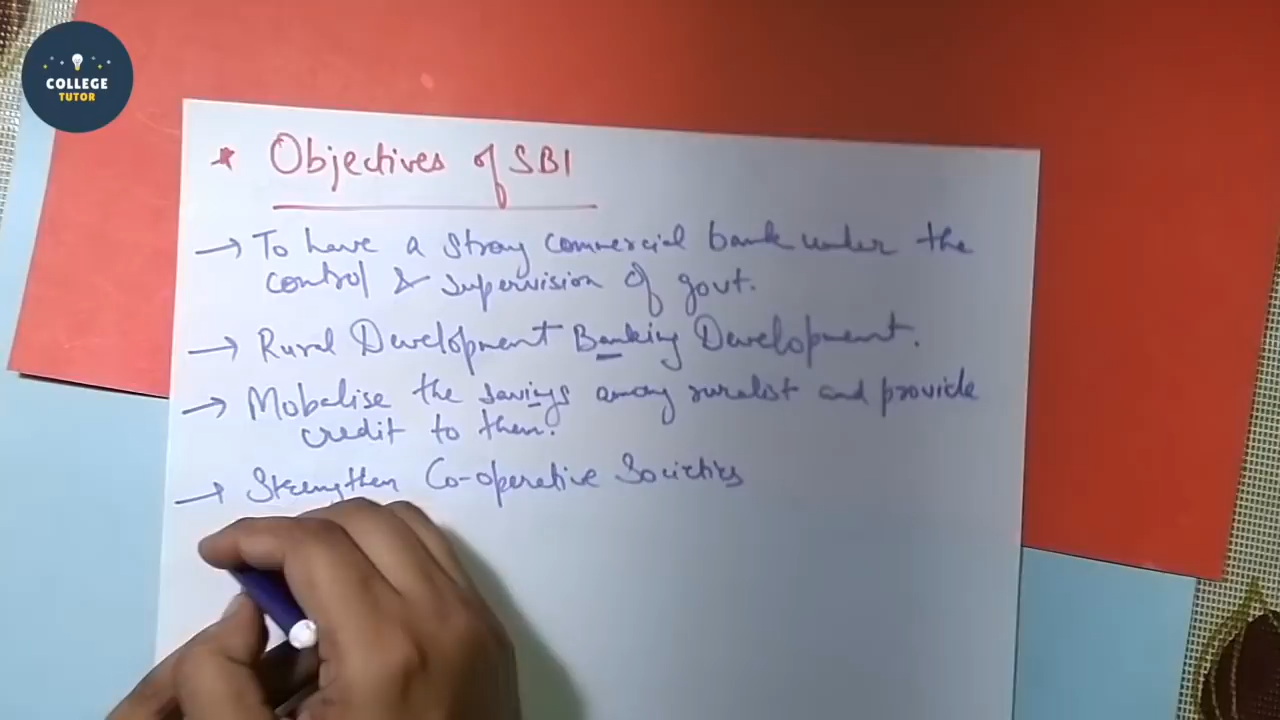 COLLEGE
TUTOR
* Objectives of SBI
→ To have a strong commercial bank under the
control & supervision of govt.
→ Rural Development Banking Development.
→ Mobalise the savings among ruralist and provide
credit to them.
→ Strengthen Co-operative Societies